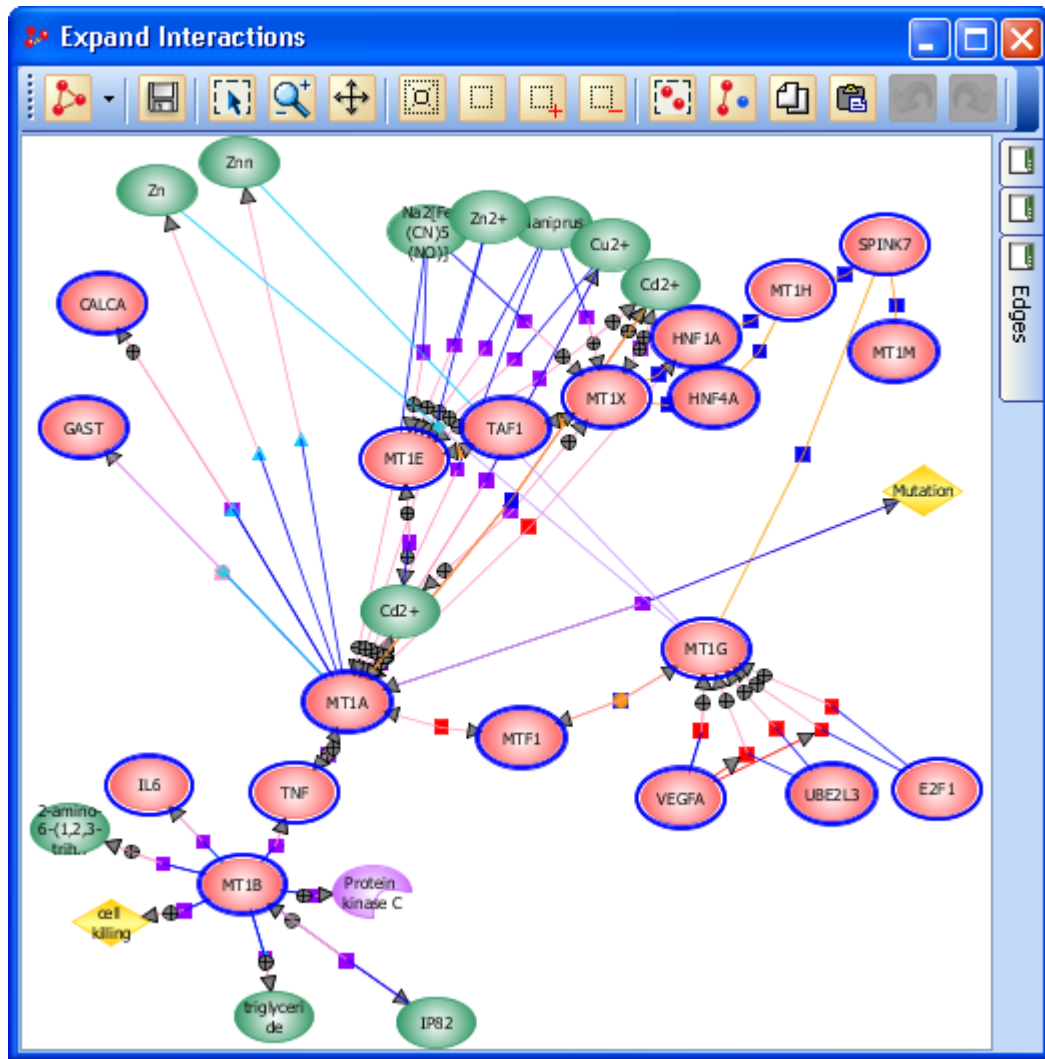 Expand Interactions
Edges
Znn
Zn
Na2[Fe
(CN)5
(NO)]
Zn2+
aniprus
Cu2+
SPINK7
Cd2+
MT1H
CALCA
HNF1A
MT1M
MT1X
HNF4A
GAST
TAF1
MT1E
Mutation
Cd2+
MT1G
MT1A
MTF1
IL6
TNF
VEGFA
UBE2L3
E2F1
2-amino-
6-(1,2,3-
trih..
MT1B
Protein
kinase C
cell
killing
triglyceri
de
IP82